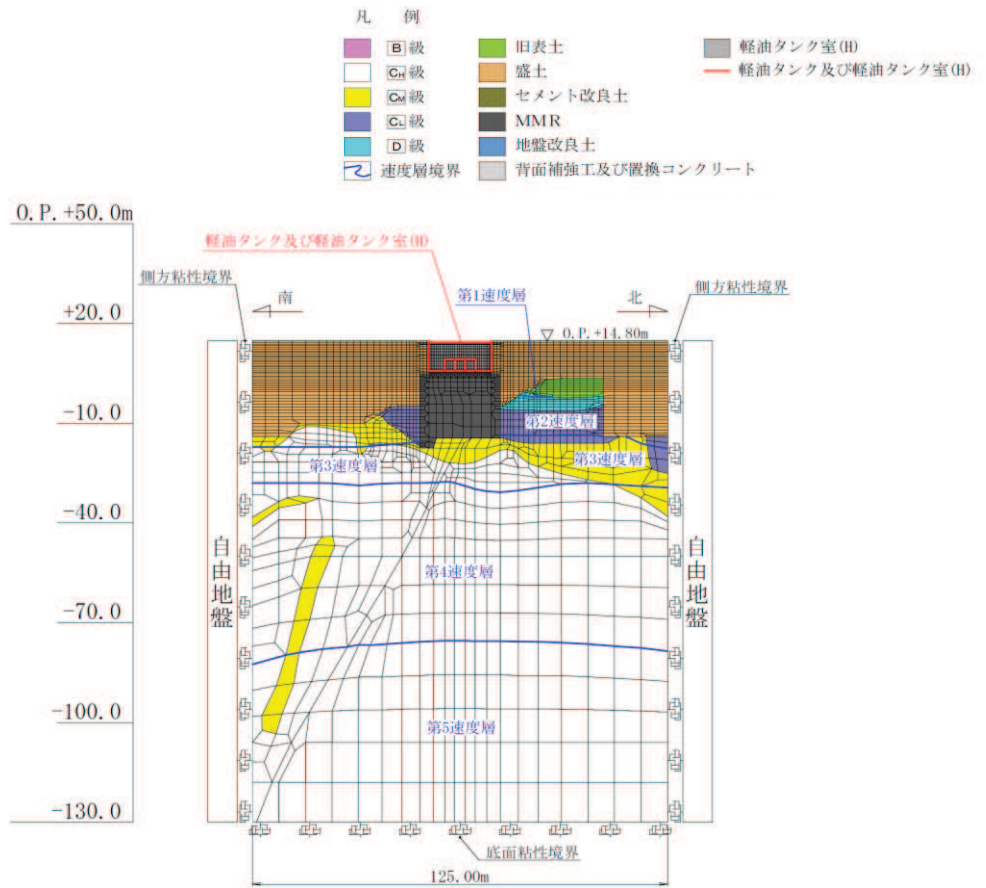 凡 例
B 級
CH 級
CM 級
CL 級
D 級
速度層境界
旧表土
盛土
セメント改良土
MMR
地盤改良土
背面補強工及び置換コンクリート
軽油タンク室(H)
軽油タンク及び軽油タンク室(H)
O.P.+50.0m
+20.0
-10.0
-40.0
-70.0
-100.0
-130.0
軽油タンク及び軽油タンク室(H)
側方粘性境界
南
第1速度層
北
側方粘性境界
O.P.+14.80m
第2速度層
第3速度層
第3速度層
第4速度層
第5速度層
自由地盤
自由地盤
底面粘性境界
125.00m